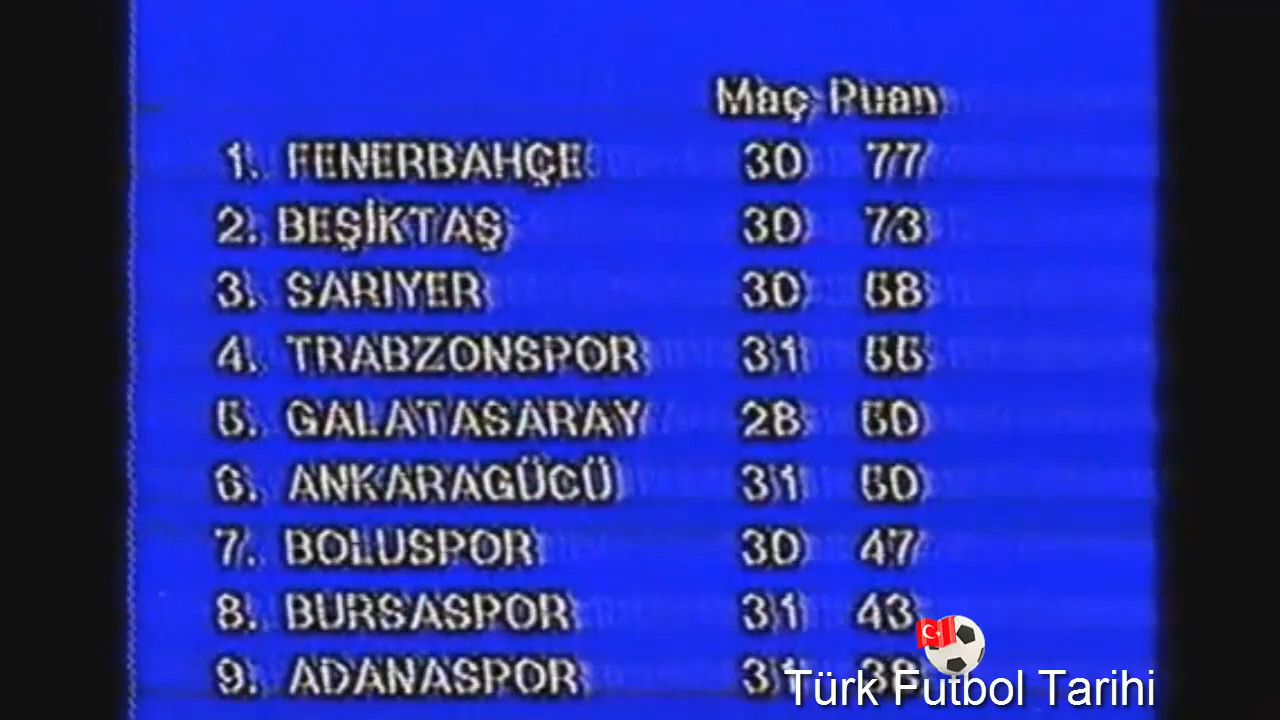 Maç Puan
1. FENERBAHÇE 30 77
2. BEŞİKTAŞ 30 73
3. SARIYER 30 58
4. TRABZONSPOR 31 55
5. GALATASARAY 28 50
6. ANKARAGÜCÜ 31 50
7. BOLUSPOR 30 47
8. BURSASPOR 31 43
9. ADANASPOR 31 38
Türk Futbol Tarihi